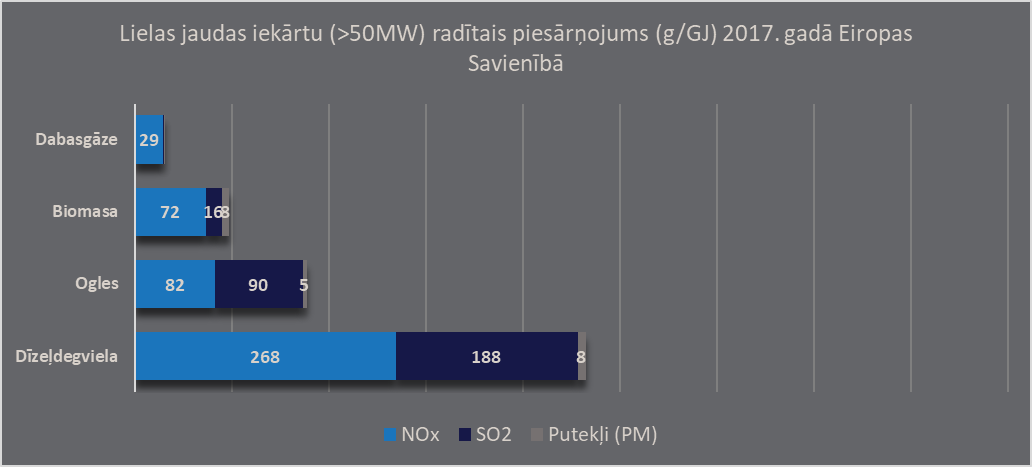 Lielas jaudas iekārtu (>50MW) radītais piesārņojums (g/GJ) 2017. gadā Eiropas
Savienībā
Dabasgāze 29
Biomasa 72 16 8
Ogles 82 90 5
Dīzeļdegviela 268 188 8
NOx SO2 Putekļi (PM)